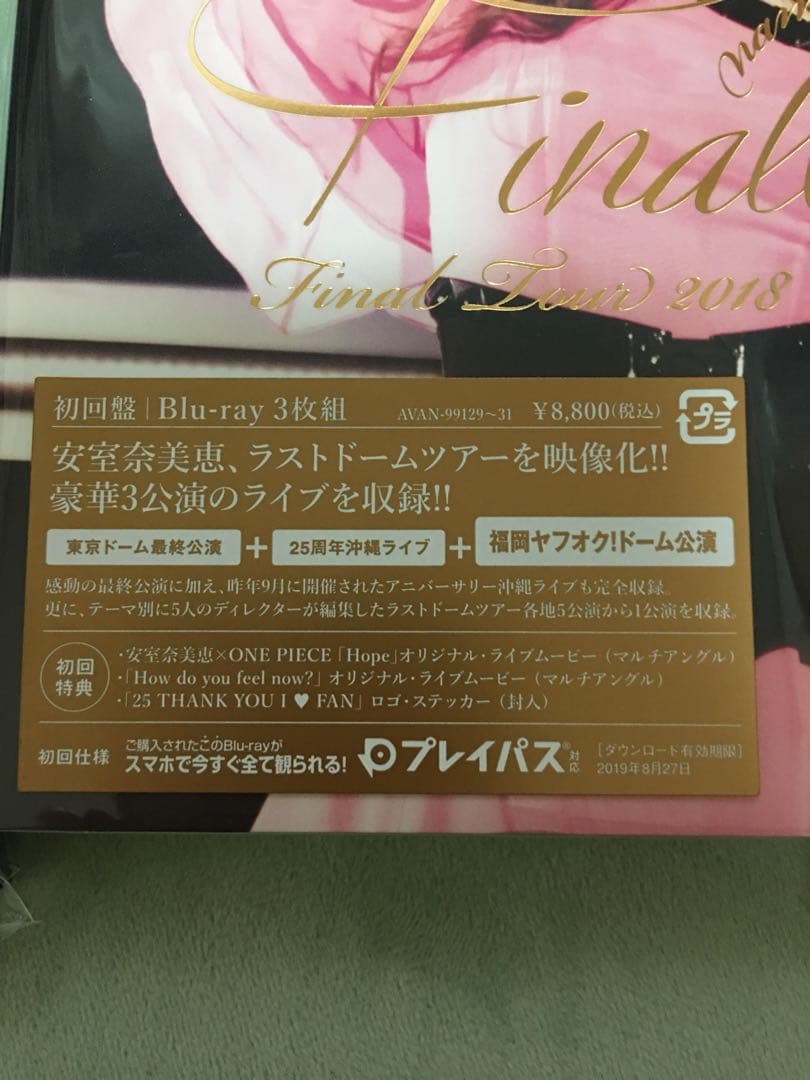 Final
Final Tour 2018
初回盤 | Blu-ray 3枚組 AVAN-99129~31 ¥8,800(税込)
プラ
安室奈美恵、ラストドームツアーを映像化!!
豪華3公演のライブを収録!!
東京ドーム最終公演 + 25周年沖縄ライブ + 福岡ヤフオク!ドーム公演
感動の最終公演に加え、昨年9月に開催されたアニバーサリー沖縄ライブも完全収録。
更に、テーマ別に5人のディレクターが編集したラストドームツアー各地5公演から1公演を収録。
初回特典
・安室奈美恵×ONE PIECE「Hope」オリジナル・ライブムービー(マルチアングル)
・「How do you feel now?」オリジナル・ライブムービー(マルチアングル)
・「25 THANK YOU I ♥ FAN」ロゴ・ステッカー(封入)
初回仕様
ご購入されたこのBlu-rayが
スマホで今すぐ全て観られる!
プレイパス® 対応
[ダウンロード有効期限]
2019年8月27日